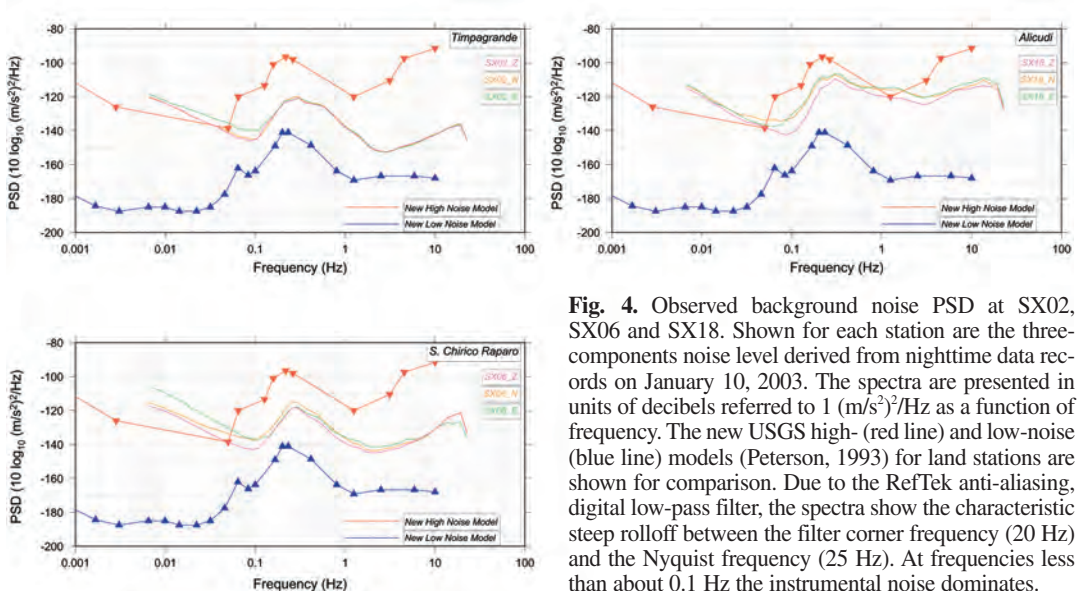 Timpagrande
SX02_Z
SX02_N
SX02_E
-80
-100
-120
-140
-160
-180
-200
PSD (10 log₁₀ (m/s²)²/Hz)
New High Noise Model
New Low Noise Model
0.001 0.01 0.1 1 10 100
Frequency (Hz)
Alicudi
SX18_Z
SX18_N
SX18_E
-80
-100
-120
-140
-160
-180
-200
PSD (10 log₁₀ (m/s²)²/Hz)
New High Noise Model
New Low Noise Model
0.001 0.01 0.1 1 10 100
Frequency (Hz)
S. Chirico Raparo
SX06_Z
SX06_N
SX06_E
-80
-100
-120
-140
-160
-180
-200
PSD (10 log₁₀ (m/s²)²/Hz)
New High Noise Model
New Low Noise Model
0.001 0.01 0.1 1 10 100
Frequency (Hz)
Fig. 4. Observed background noise PSD at SX02,
SX06 and SX18. Shown for each station are the three-
components noise level derived from nighttime data rec-
ords on January 10, 2003. The spectra are presented in
units of decibels referred to 1 (m/s²)²/Hz as a function of
frequency. The new USGS high- (red line) and low-noise
(blue line) models (Peterson, 1993) for land stations are
shown for comparison. Due to the RefTek anti-aliasing,
digital low-pass filter, the spectra show the characteristic
steep rolloff between the filter corner frequency (20 Hz)
and the Nyquist frequency (25 Hz). At frequencies less
than about 0.1 Hz the instrumental noise dominates.